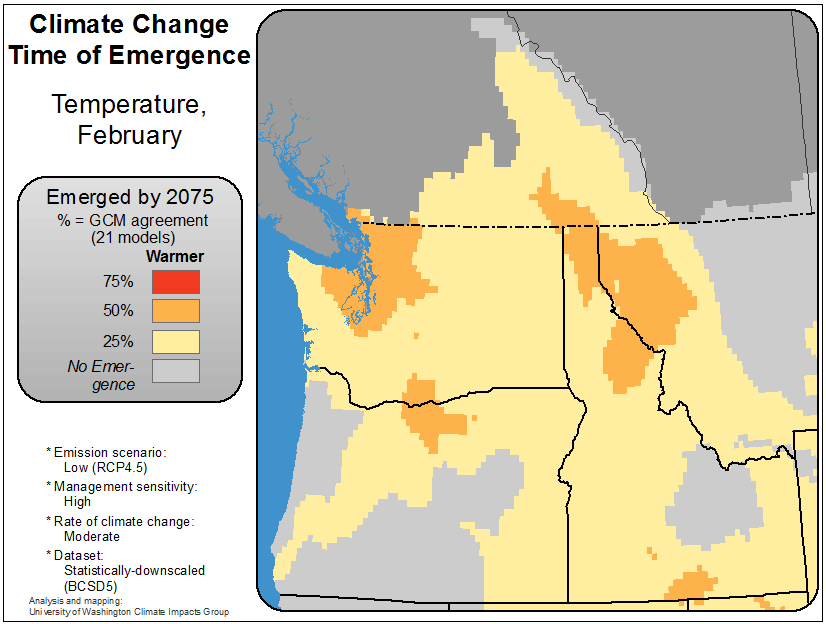 Climate Change
Time of Emergence
Temperature,
February
Emerged by 2075
% = GCM agreement
(21 models)
Warmer
75%
50%
25%
No Emer-
gence
* Emission scenario:
Low (RCP4.5)
* Management sensitivity:
High
* Rate of climate change:
Moderate
* Dataset:
Statistically-downscaled
(BCSD5)
Analysis and mapping:
University of Washington Climate Impacts Group